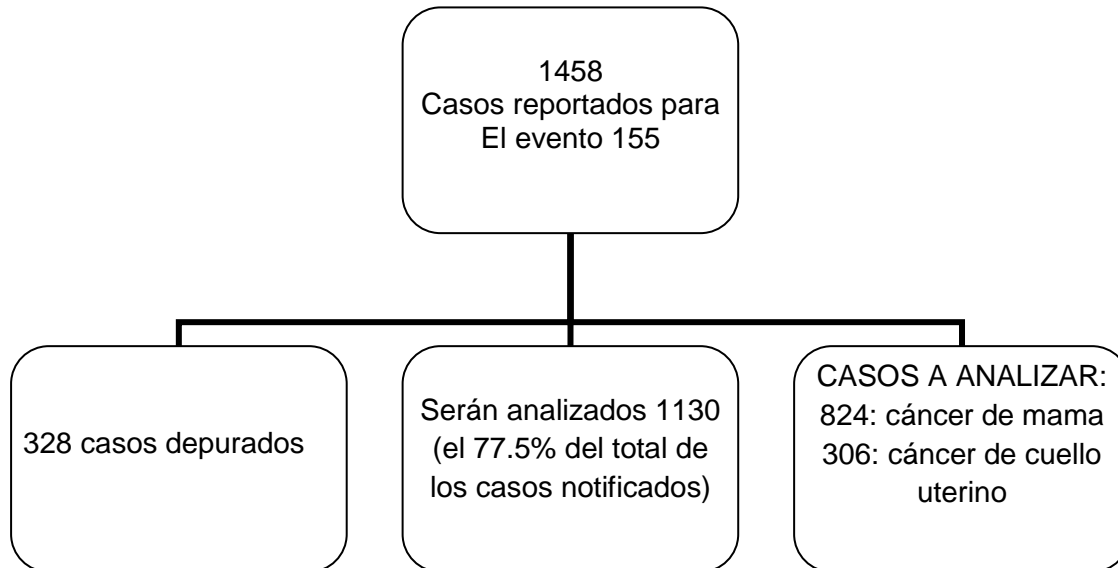 1458
Casos reportados para
El evento 155
328 casos depurados
Serán analizados 1130
(el 77.5% del total de
los casos notificados)
CASOS A ANALIZAR:
824: cáncer de mama
306: cáncer de cuello
uterino